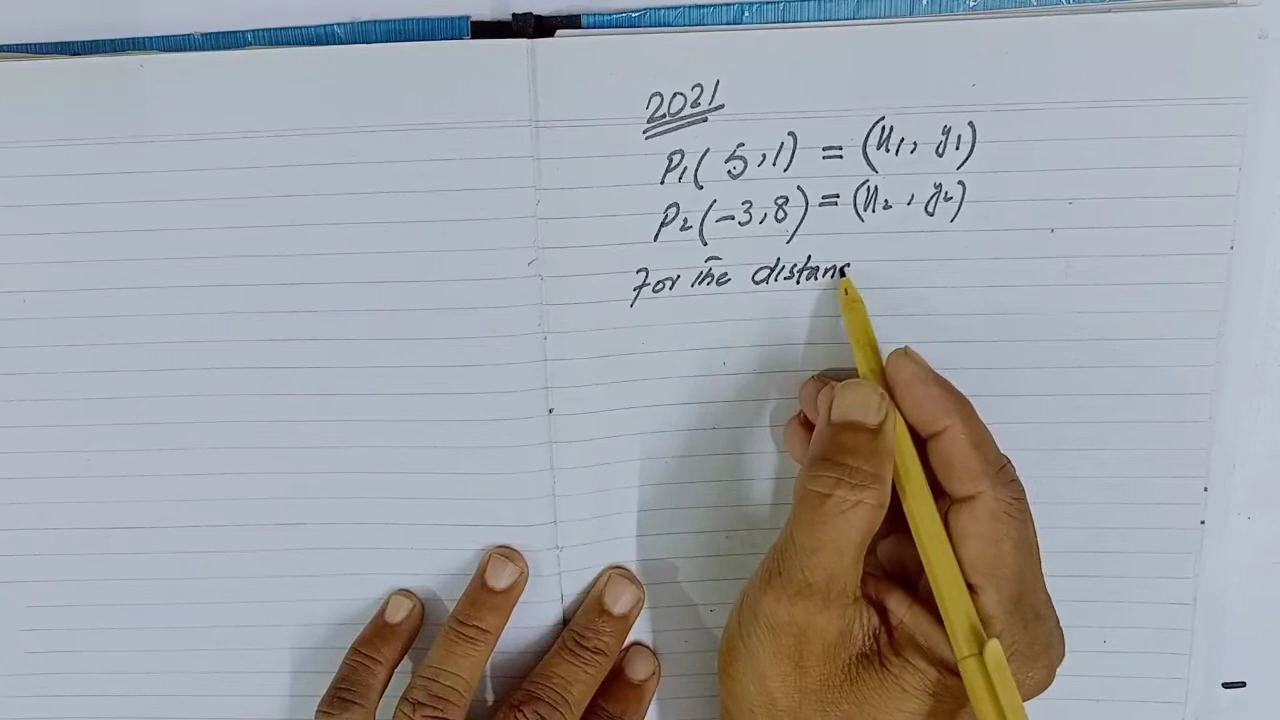 2021
P₁(5,1) = (x₁, y₁)
P₂(-3,8) = (x₂, y₂)
For the distanc